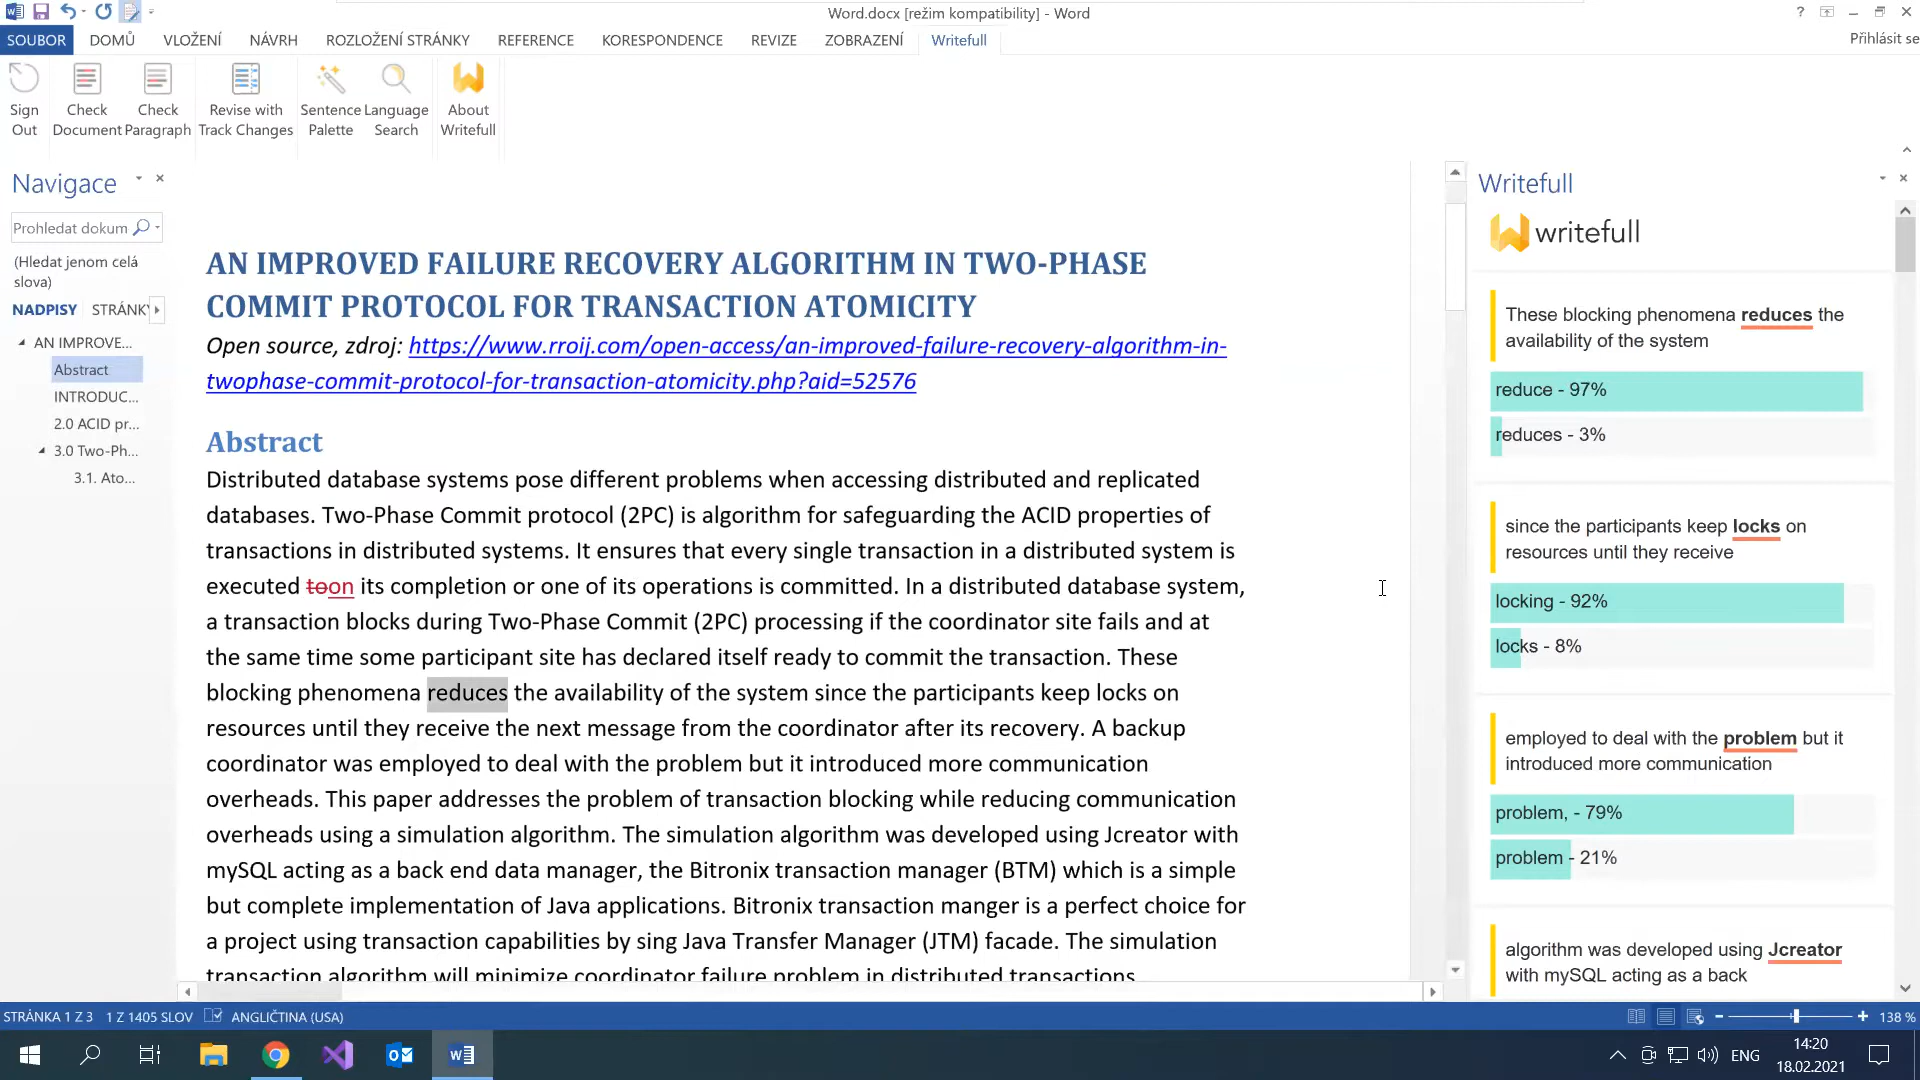 Word.docx [režim kompatibility] - Word
?
SOUBOR DOMŮ VLOŽENÍ NÁVRH ROZLOŽENÍ STRÁNKY REFERENCE KORESPONDENCE REVIZE ZOBRAZENÍ Writefull Přihlásit se
Sign Out
Check Document
Check Paragraph
Revise with Track Changes
Sentence Palette
Language Search
About Writefull
Navigace
Prohledat dokum
(Hledat jenom celá
slova)
NADPISY STRÁNKY
AN IMPROVE...
Abstract
INTRODUC...
2.0 ACID pr...
3.0 Two-Ph...
3.1. Ato...
AN IMPROVED FAILURE RECOVERY ALGORITHM IN TWO-PHASE
COMMIT PROTOCOL FOR TRANSACTION ATOMICITY
Open source, zdroj: https://www.rroij.com/open-access/an-improved-failure-recovery-algorithm-in-
twophase-commit-protocol-for-transaction-atomicity.php?aid=52576
Abstract
Distributed database systems pose different problems when accessing distributed and replicated
databases. Two-Phase Commit protocol (2PC) is algorithm for safeguarding the ACID properties of
transactions in distributed systems. It ensures that every single transaction in a distributed system is
executed toon its completion or one of its operations is committed. In a distributed database system,
a transaction blocks during Two-Phase Commit (2PC) processing if the coordinator site fails and at
the same time some participant site has declared itself ready to commit the transaction. These
blocking phenomena reduces the availability of the system since the participants keep locks on
resources until they receive the next message from the coordinator after its recovery. A backup
coordinator was employed to deal with the problem but it introduced more communication
overheads. This paper addresses the problem of transaction blocking while reducing communication
overheads using a simulation algorithm. The simulation algorithm was developed using Jcreator with
mySQL acting as a back end data manager, the Bitronix transaction manager (BTM) which is a simple
but complete implementation of Java applications. Bitronix transaction manger is a perfect choice for
a project using transaction capabilities by sing Java Transfer Manager (JTM) facade. The simulation
transaction algorithm will minimize coordinator failure problem in distributed transactions.
Writefull
writefull
These blocking phenomena reduces the
availability of the system
reduce - 97%
reduces - 3%
since the participants keep locks on
resources until they receive
locking - 92%
locks - 8%
employed to deal with the problem but it
introduced more communication
problem, - 79%
problem - 21%
algorithm was developed using Jcreator
with mySQL acting as a back
STRÁNKA 1 Z 3 1 Z 1405 SLOV ANGLIČTINA (USA) 138 %
ENG
14:20
18.02.2021